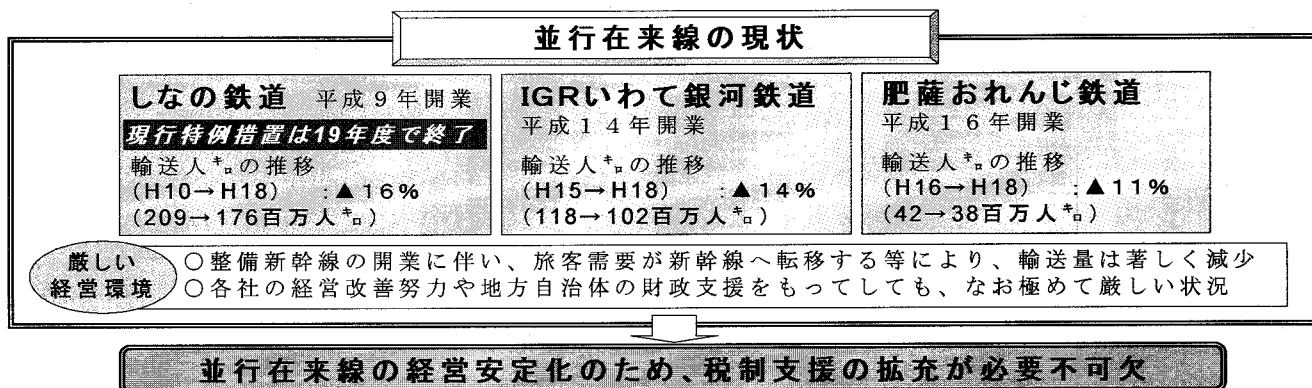 並行在来線の現状
しなの鉄道 平成9年開業
現行特例措置は19年度で終了
輸送人㌔の推移
(H10→H18) :▲16%
(209→176百万人㌔)
IGRいわて銀河鉄道
平成14年開業
輸送人㌔の推移
(H15→H18) :▲14%
(118→102百万人㌔)
肥薩おれんじ鉄道
平成16年開業
輸送人㌔の推移
(H16→H18) :▲11%
(42→38百万人㌔)
厳しい
経営環境
○整備新幹線の開業に伴い、旅客需要が新幹線へ転移する等により、輸送量は著しく減少
○各社の経営改善努力や地方自治体の財政支援をもってしても、なお極めて厳しい状況
並行在来線の経営安定化のため、税制支援の拡充が必要不可欠